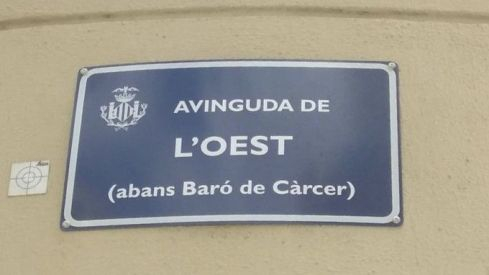 AVINGUDA DE
L'OEST
(abans Baró de Càrcer)